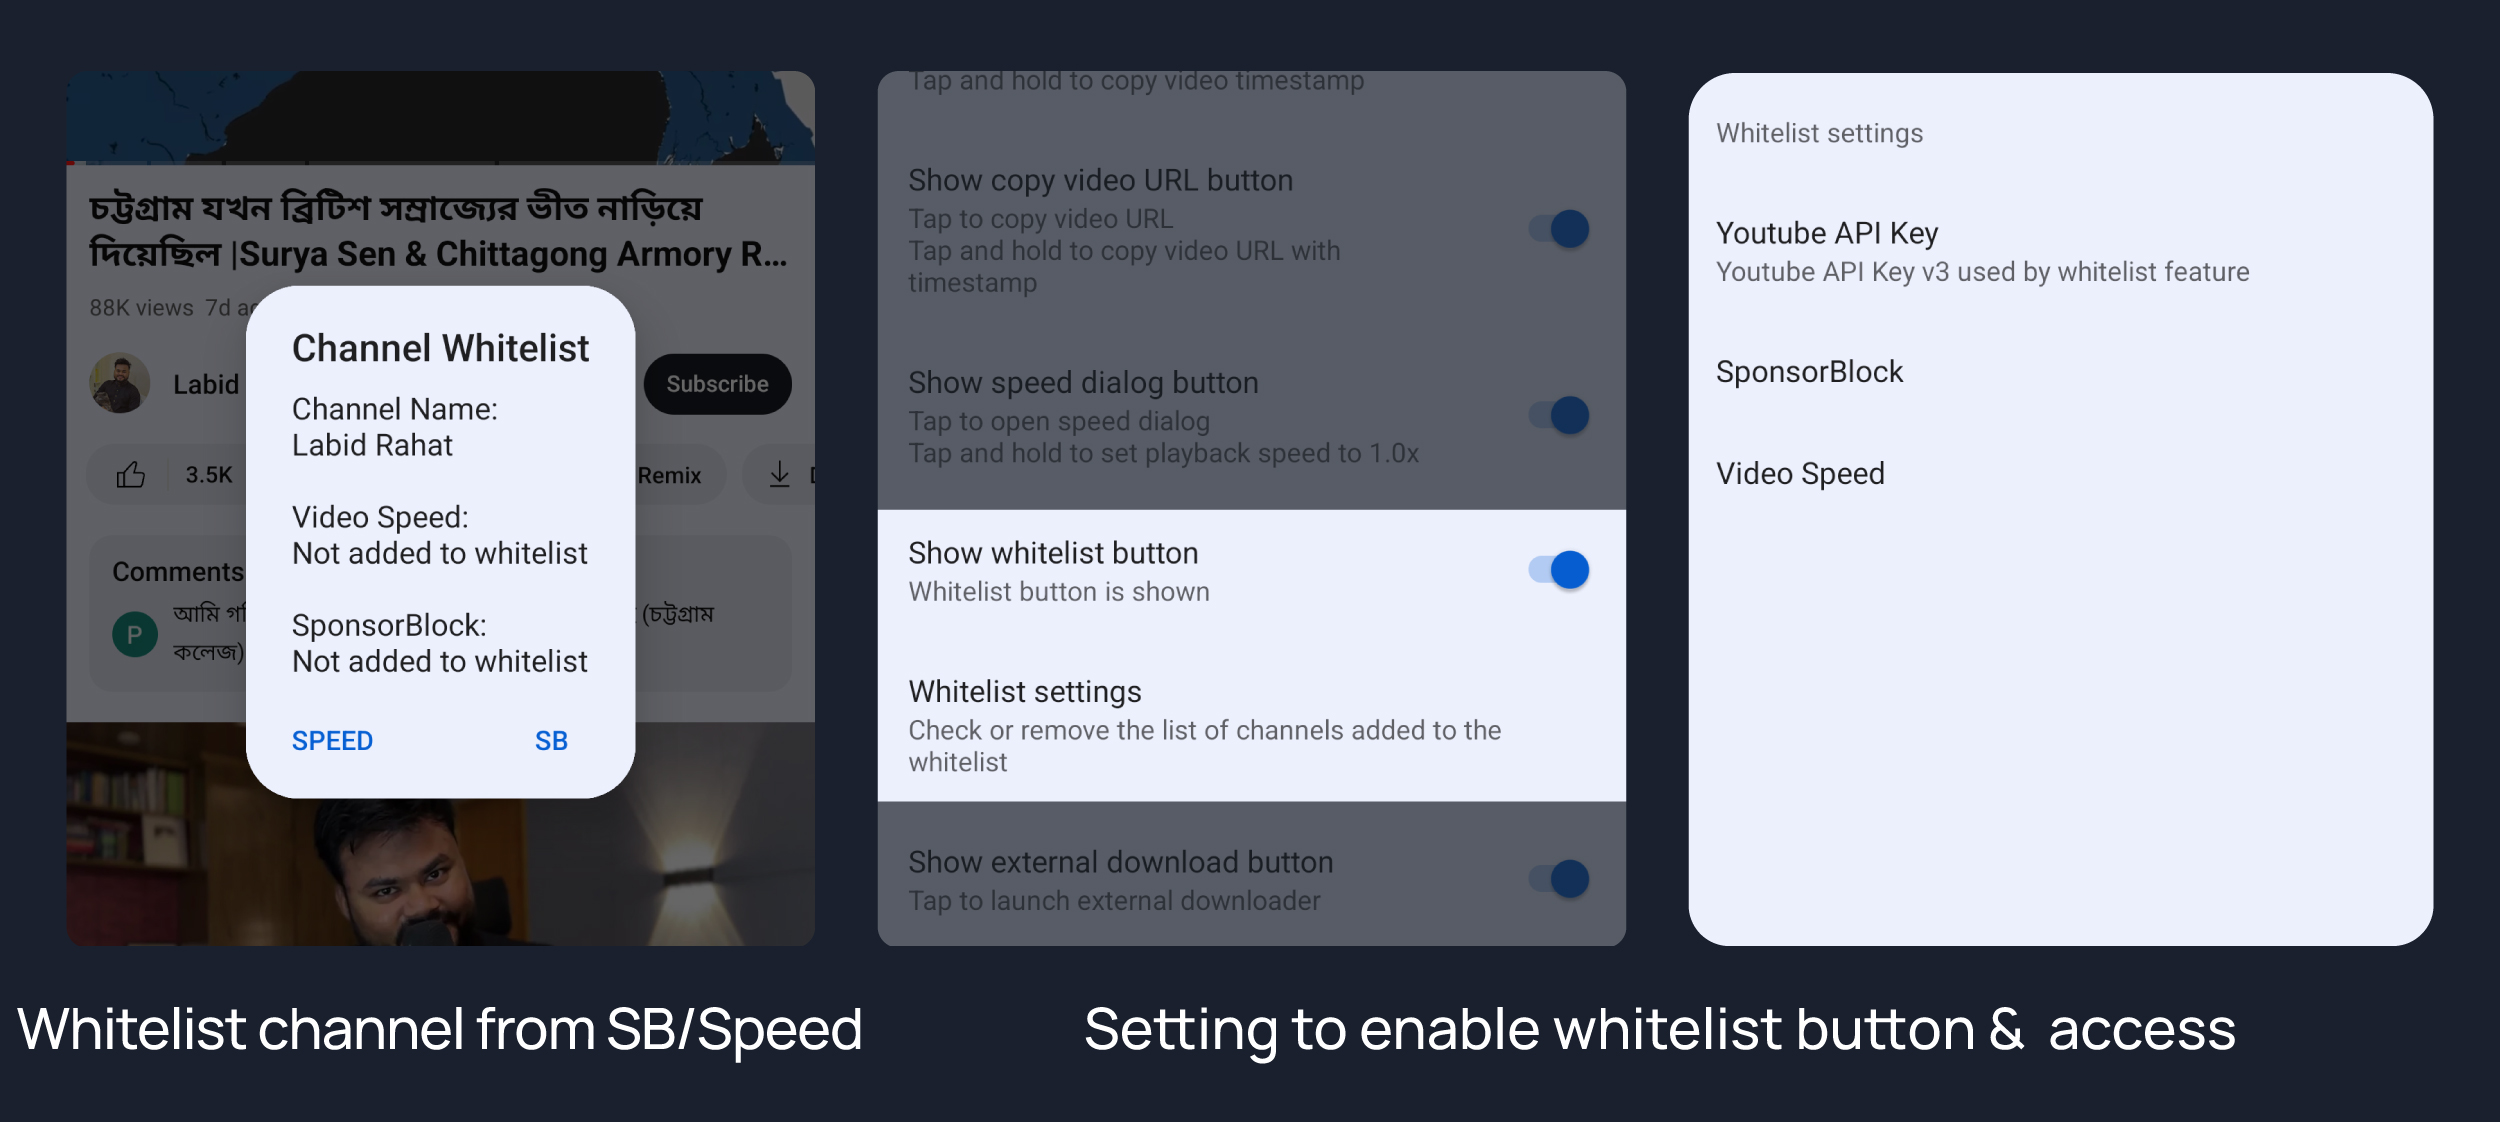 চট্টগ্রাম যখন ব্রিটিশ সম্রাজ্যের ভীত নাড়িয়ে
দিয়েছিল |Surya Sen & Chittagong Armory R...
88K views 7d
Labid
Subscribe
3.5K
Remix
Comments
আমি
(চট্টগ্রাম
P
কলেজ)
Channel Whitelist
Channel Name:
Labid Rahat
Video Speed:
Not added to whitelist
SponsorBlock:
Not added to whitelist
SPEED
SB
Whitelist channel from SB/Speed
Tap and hold to copy video timestamp
Show copy video URL button
Tap to copy video URL
Tap and hold to copy video URL with
timestamp
Show speed dialog button
Tap to open speed dialog
Tap and hold to set playback speed to 1.0x
Show whitelist button
Whitelist button is shown
Whitelist settings
Check or remove the list of channels added to the
whitelist
Show external download button
Tap to launch external downloader
Whitelist settings
Youtube API Key
Youtube API Key v3 used by whitelist feature
SponsorBlock
Video Speed
Setting to enable whitelist button & access